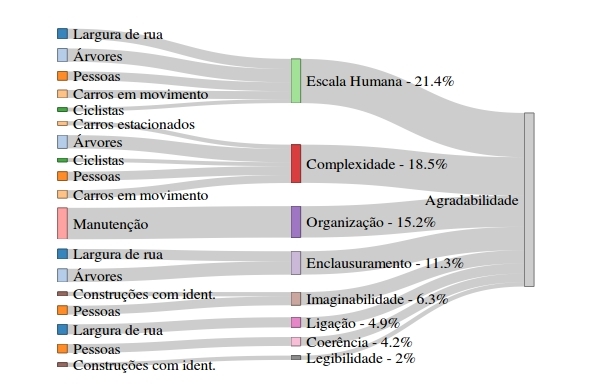 Largura de rua
Árvores
Pessoas
Carros em movimento
Ciclistas
Carros estacionados
Árvores
Ciclistas
Pessoas
Carros em movimento
Manutenção
Largura de rua
Árvores
Construções com ident.
Pessoas
Largura de rua
Pessoas
Construções com ident.
Escala Humana - 21.4%
Complexidade - 18.5%
Organização - 15.2%
Enclausuramento - 11.3%
Imaginabilidade - 6.3%
Ligação - 4.9%
Coerência - 4.2%
Legibilidade - 2%
Agradabilidade